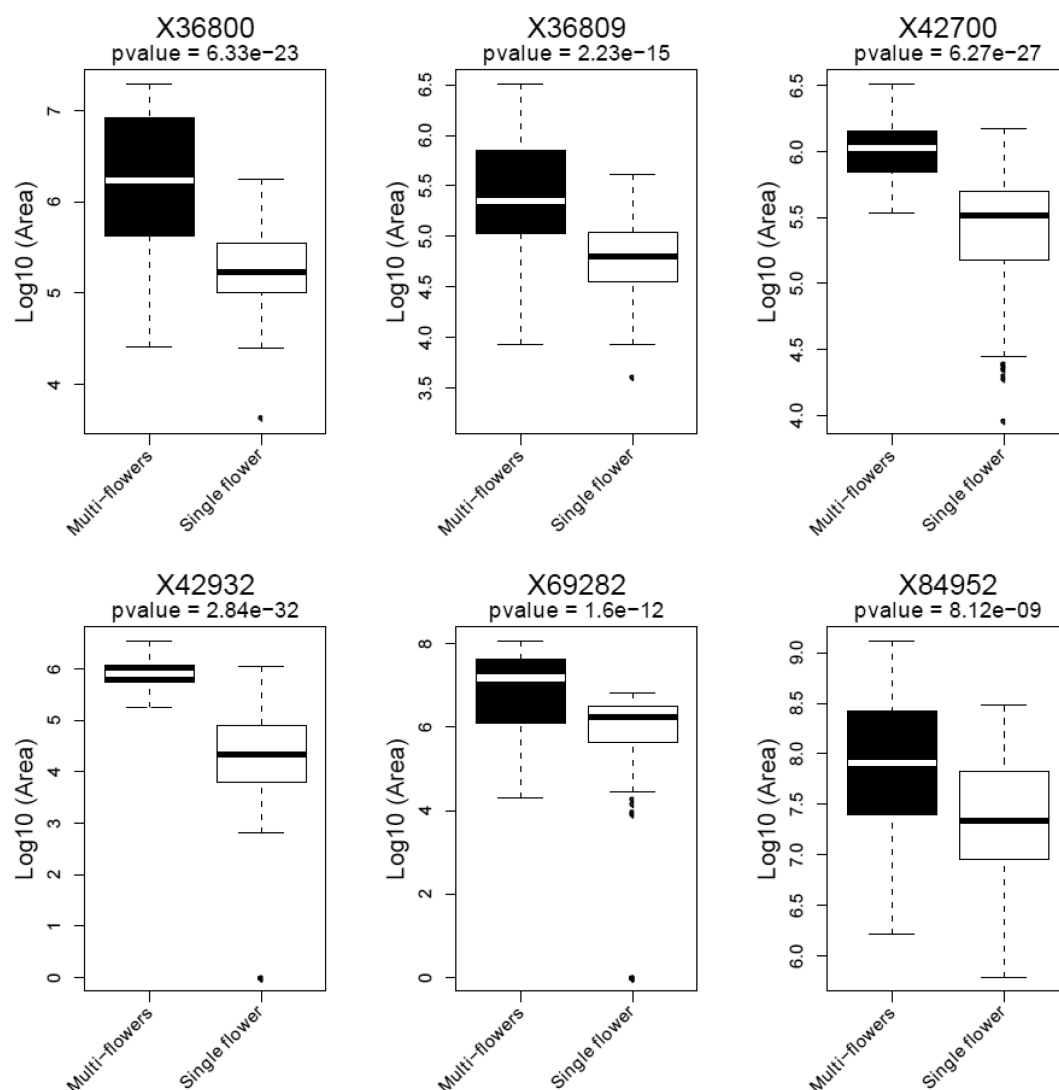 X36800
pvalue = 6.33e−23
Log10 (Area)
7
6
5
4
Multi−flowers
Single flower
X36809
pvalue = 2.23e−15
Log10 (Area)
6.5
6.0
5.5
5.0
4.5
4.0
3.5
Multi−flowers
Single flower
X42700
pvalue = 6.27e−27
Log10 (Area)
6.5
6.0
5.5
5.0
4.5
4.0
Multi−flowers
Single flower
X42932
pvalue = 2.84e−32
Log10 (Area)
6
5
4
3
2
1
0
Multi−flowers
Single flower
X69282
pvalue = 1.6e−12
Log10 (Area)
8
6
4
2
0
Multi−flowers
Single flower
X84952
pvalue = 8.12e−09
Log10 (Area)
9.0
8.5
8.0
7.5
7.0
6.5
6.0
Multi−flowers
Single flower